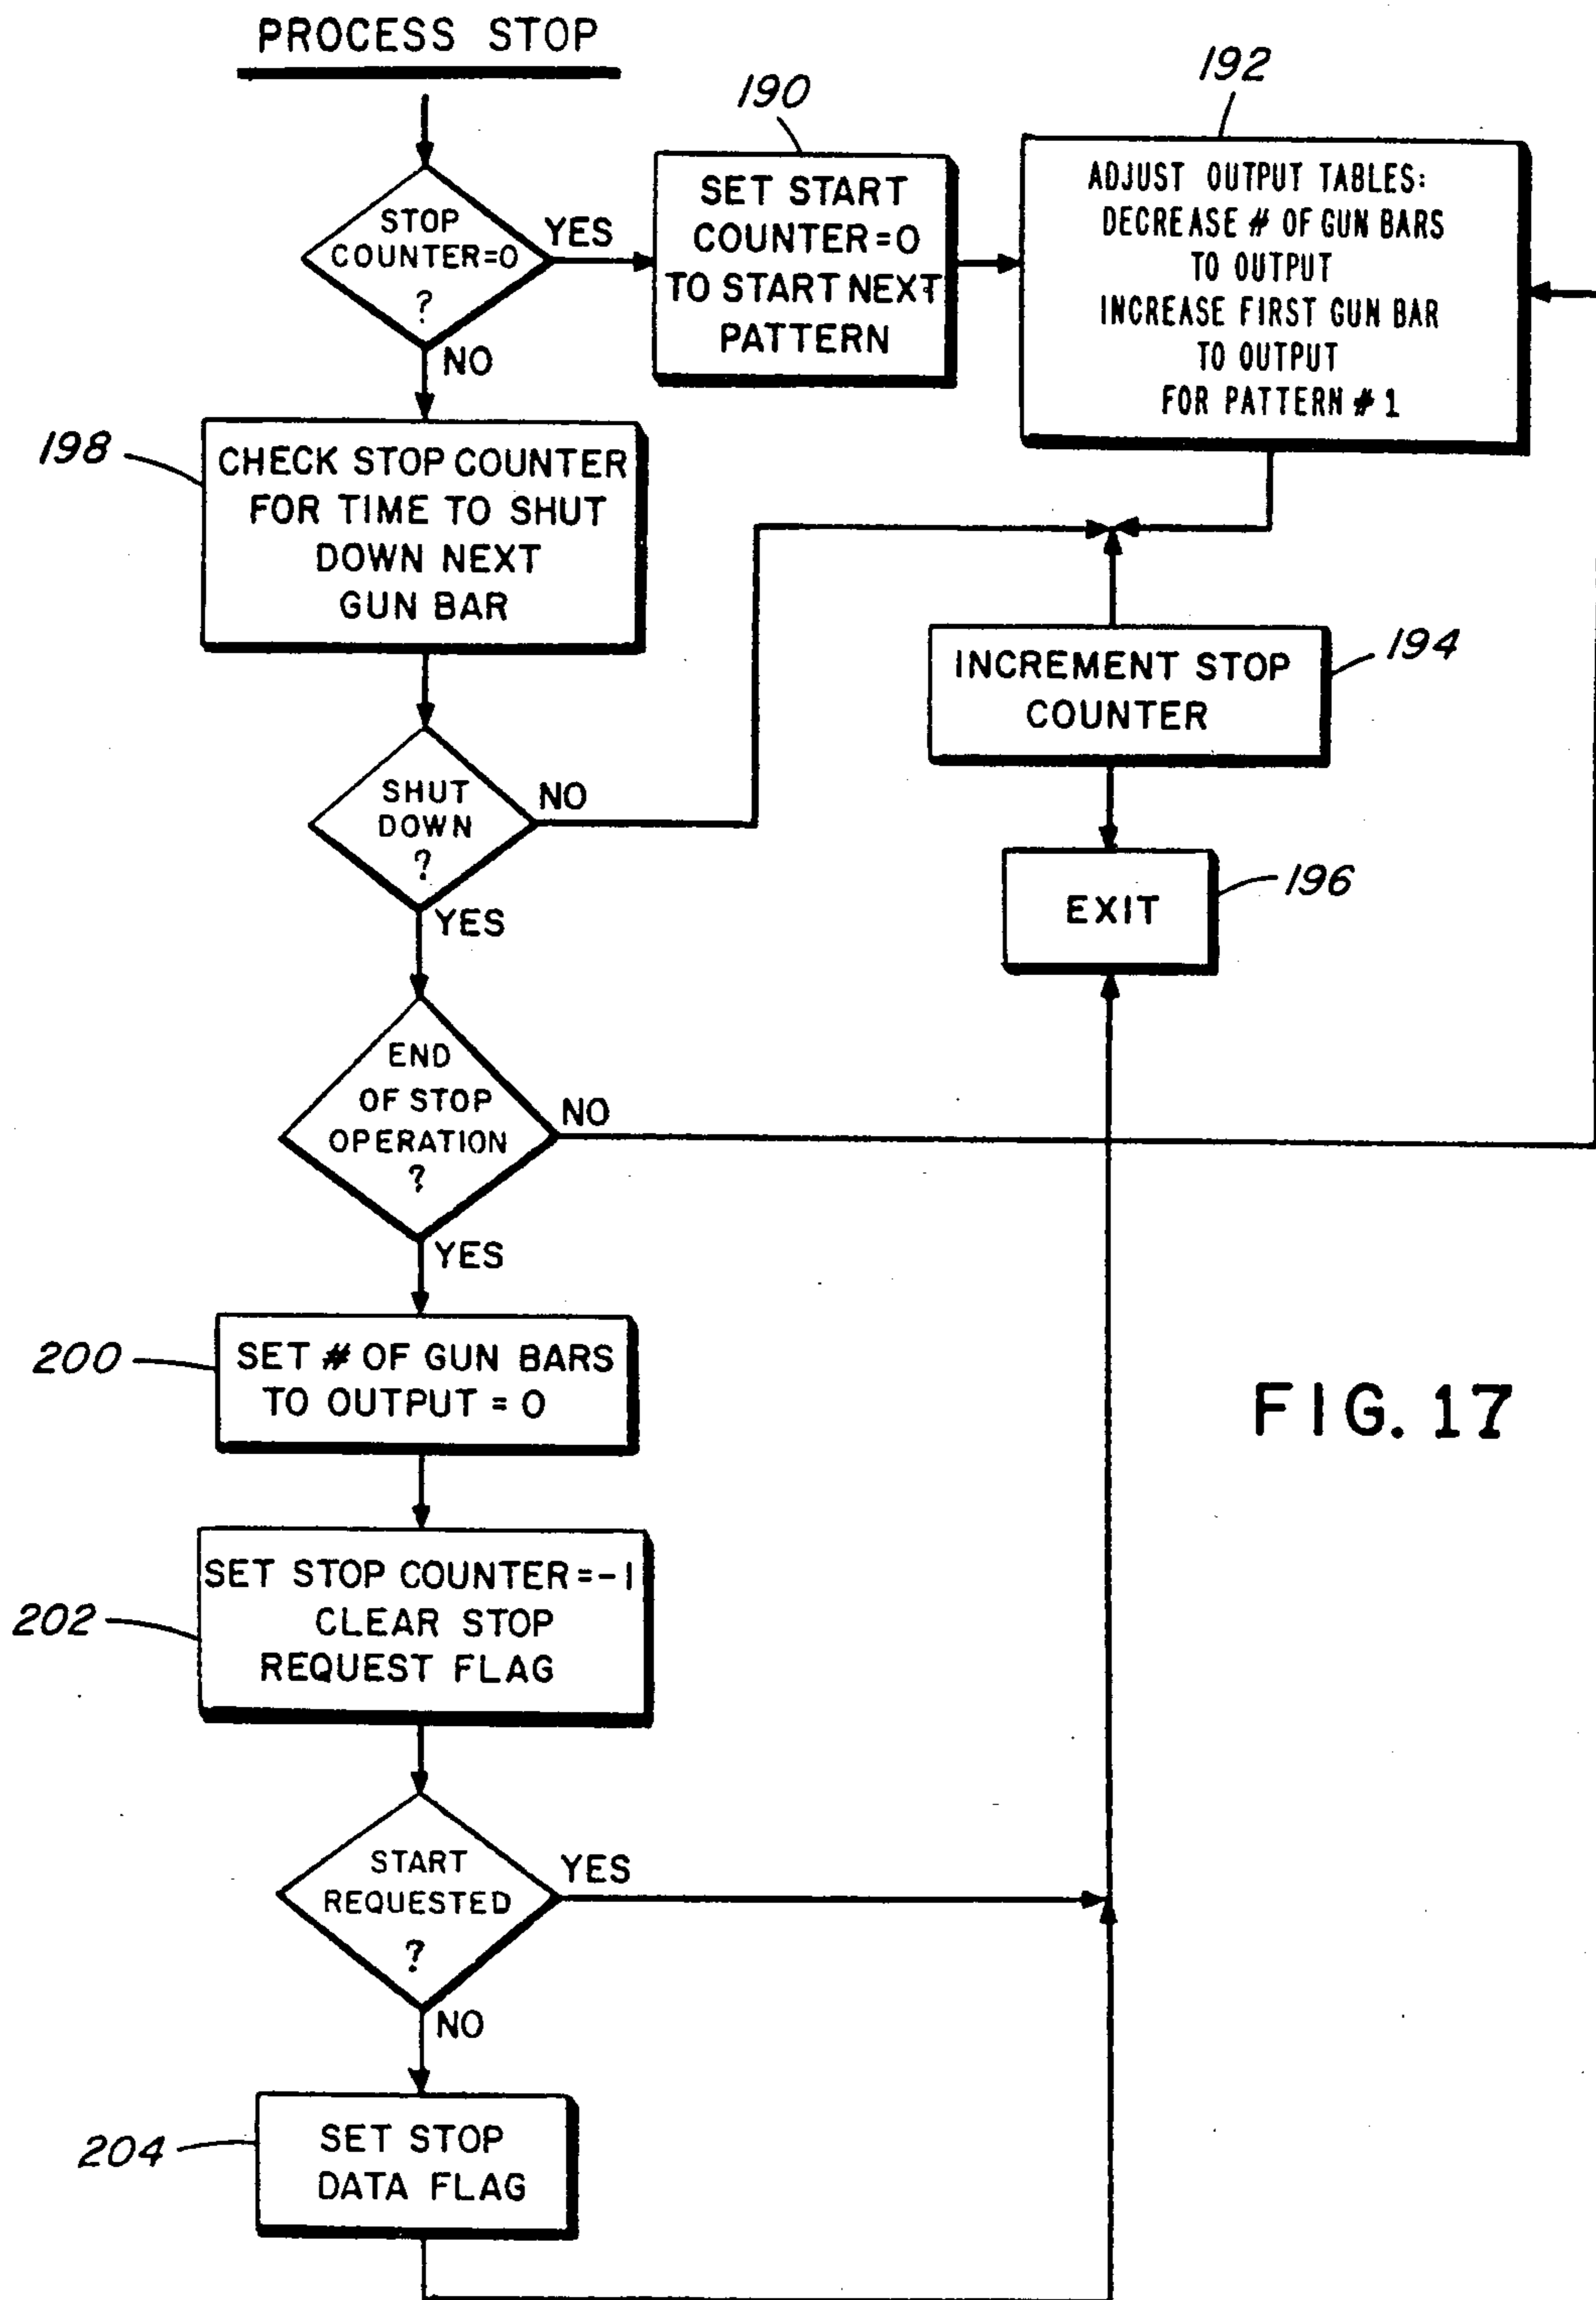 PROCESS STOP
STOP
COUNTER=0
?
YES
NO
190
SET START
COUNTER=0
TO START NEXT
PATTERN
192
ADJUST OUTPUT TABLES:
DECREASE # OF GUN BARS
TO OUTPUT
INCREASE FIRST GUN BAR
TO OUTPUT
FOR PATTERN # 1
198
CHECK STOP COUNTER
FOR TIME TO SHUT
DOWN NEXT
GUN BAR
194
INCREMENT STOP
COUNTER
SHUT
DOWN
?
NO
YES
196
EXIT
END
OF STOP
OPERATION
?
NO
YES
200
SET # OF GUN BARS
TO OUTPUT = 0
FIG. 17
202
SET STOP COUNTER=-1
CLEAR STOP
REQUEST FLAG
START
REQUESTED
?
YES
NO
204
SET STOP
DATA FLAG